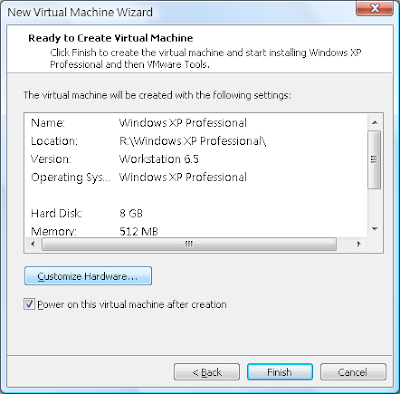 New Virtual Machine Wizard
Ready to Create Virtual Machine
Click Finish to create the virtual machine and start installing Windows XP
Professional and then VMware Tools.
The virtual machine will be created with the following settings:
Name: Windows XP Professional
Location: R:\Windows XP Professional\
Version: Workstation 6.5
Operating Sys... Windows XP Professional
Hard Disk: 8 GB
Memory: 512 MB
Customize Hardware...
Power on this virtual machine after creation
< Back Finish Cancel